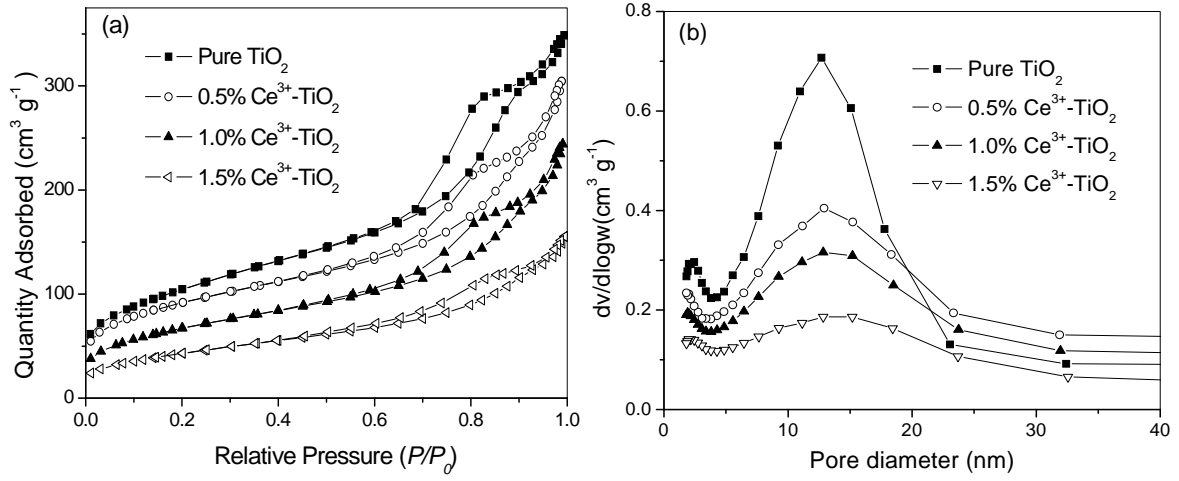 (a)
Pure TiO₂
0.5% Ce³⁺-TiO₂
1.0% Ce³⁺-TiO₂
1.5% Ce³⁺-TiO₂
Quantity Adsorbed (cm³ g⁻¹)
300
200
100
0
0.0 0.2 0.4 0.6 0.8 1.0
Relative Pressure (P/P₀)
(b)
Pure TiO₂
0.5% Ce³⁺-TiO₂
1.0% Ce³⁺-TiO₂
1.5% Ce³⁺-TiO₂
dv/dlogw(cm³ g⁻¹)
0.8
0.6
0.4
0.2
0.0
0 10 20 30 40
Pore diameter (nm)